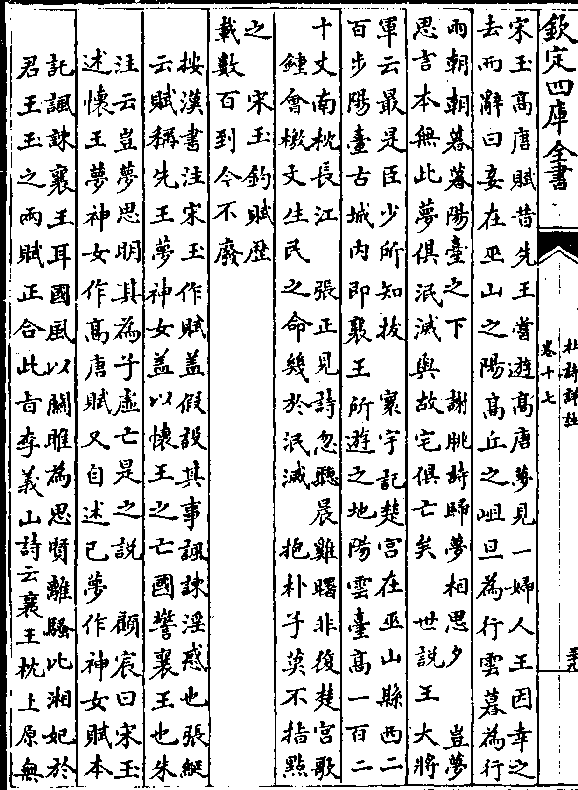 欽定四庫全書
杜詩詳註
卷十七
宋玉高唐賦昔先王嘗遊高唐夢見一婦人王因幸之
去而辭曰妾在巫山之陽高丘之岨旦為行雲暮為行
雨朝朝暮暮陽臺之下 謝朓詩歸夢相思夕 豈夢
思言本無此夢俱泯滅與故宅俱亡矣 世説王大將
軍云最是臣少所知拔 寰宇記楚宫在巫山縣西二
百步陽臺古城内即襄王所遊之地陽雲臺高一百二
十丈南枕長江 張正見詩忽聽晨雞曙非復楚宫歌
鍾會檄文生民之命幾於泯滅 抱朴子莫不指點
之 宋玉釣賦歴
載數百到今不廢
按漢書注宋玉作賦盖假設其事諷諫淫惑也張綖
云賦稱先王夢神女盖以懷王之亡國警襄王也朱
注云豈夢思明其為子虛亡是之説 顧宸曰宋玉
述懷王夢神女作高唐賦又自述已夢作神女賦本
託諷諫襄王耳國風以關雎為思賢離騷比湘妃於
君王玉之兩賦正合此旨李義山詩云襄王枕上原無